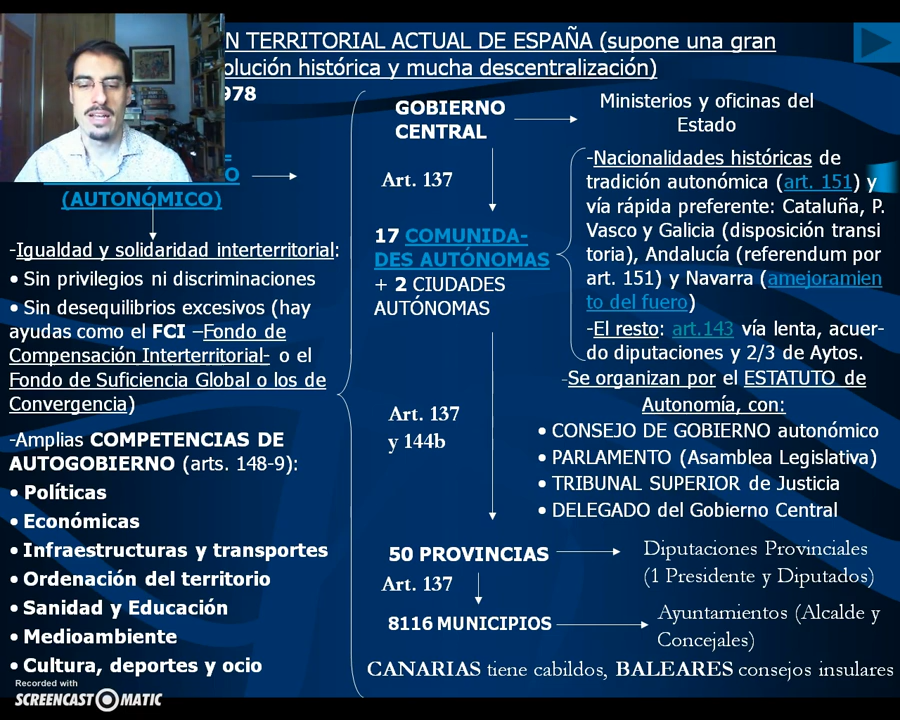 N TERRITORIAL ACTUAL DE ESPAÑA (supone una gran
olución histórica y mucha descentralización)
978
O
(AUTONÓMICO)
-Igualdad y solidaridad interterritorial:
• Sin privilegios ni discriminaciones
• Sin desequilibrios excesivos (hay
ayudas como el FCI –Fondo de
Compensación Interterritorial- o el
Fondo de Suficiencia Global o los de
Convergencia)
-Amplias COMPETENCIAS DE
AUTOGOBIERNO (arts. 148-9):
• Políticas
• Económicas
• Infraestructuras y transportes
• Ordenación del territorio
• Sanidad y Educación
• Medioambiente
• Cultura, deportes y ocio
GOBIERNO
CENTRAL
Art. 137
17 COMUNIDA-
DES AUTÓNOMAS
+ 2 CIUDADES
AUTÓNOMAS
Art. 137
y 144b
50 PROVINCIAS
Art. 137
8116 MUNICIPIOS
Ministerios y oficinas del
Estado
-Nacionalidades históricas de
tradición autonómica (art. 151) y
vía rápida preferente: Cataluña, P.
Vasco y Galicia (disposición transi
toria), Andalucía (referendum por
art. 151) y Navarra (amejoramien
to del fuero)
-El resto: art.143 vía lenta, acuer-
do diputaciones y 2/3 de Aytos.
-Se organizan por el ESTATUTO de
Autonomía, con:
• CONSEJO DE GOBIERNO autonómico
• PARLAMENTO (Asamblea Legislativa)
• TRIBUNAL SUPERIOR de Justicia
• DELEGADO del Gobierno Central
Diputaciones Provinciales
(1 Presidente y Diputados)
Ayuntamientos (Alcalde y
Concejales)
CANARIAS tiene cabildos, BALEARES consejos insulares
Recorded with
SCREENCAST-O-MATIC